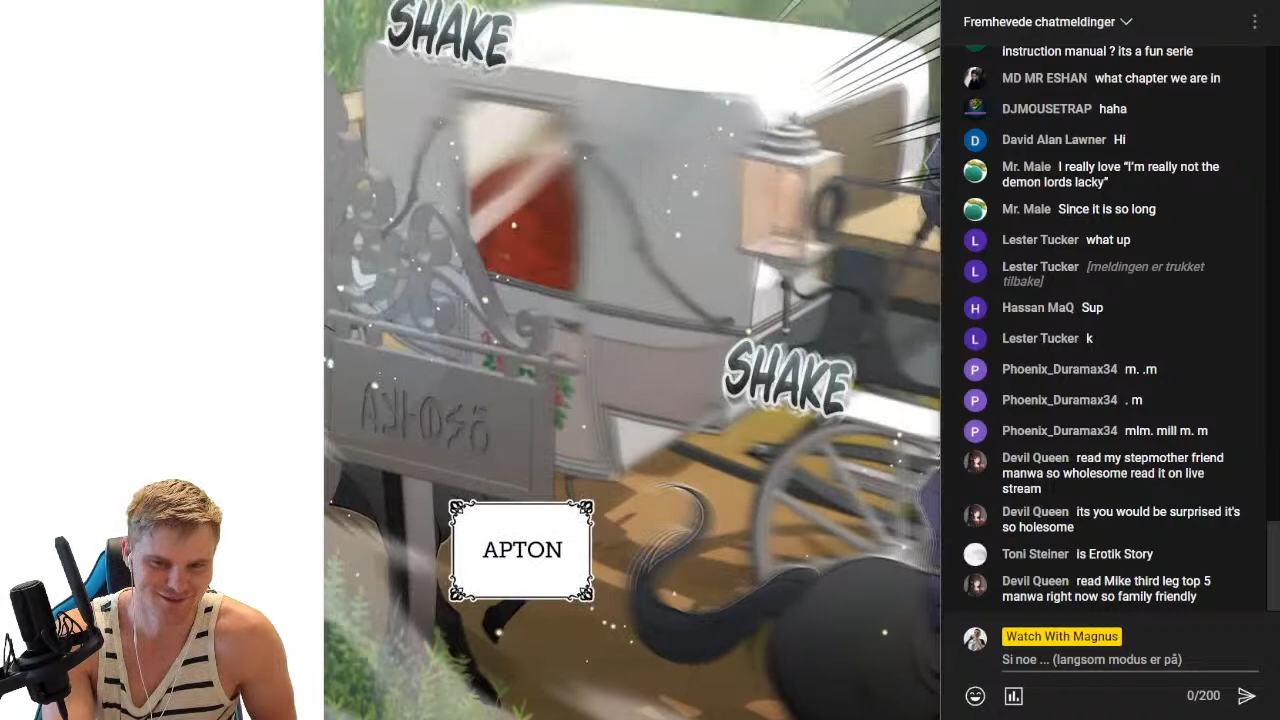 SHAKE
SHAKE
APTON
Fremhevede chatmeldinger
instruction manual ? its a fun serie
MD MR ESHAN what chapter we are in
DJMOUSETRAP haha
D
David Alan Lawner Hi
Mr. Male I really love “I'm really not the
demon lords lacky”
Mr. Male Since it is so long
L
Lester Tucker what up
L
Lester Tucker [meldingen er trukket
tilbake]
H
Hassan MaQ Sup
L
Lester Tucker k
P
Phoenix_Duramax34 m. .m
P
Phoenix_Duramax34 . m
P
Phoenix_Duramax34 mlm. mill m. m
Devil Queen read my stepmother friend
manwa so wholesome read it on live
stream
Devil Queen its you would be surprised it's
so holesome
Toni Steiner Is Erotik Story
Devil Queen read Mike third leg top 5
manwa right now so family friendly
Watch With Magnus
Si noe ... (langsom modus er på)
0/200